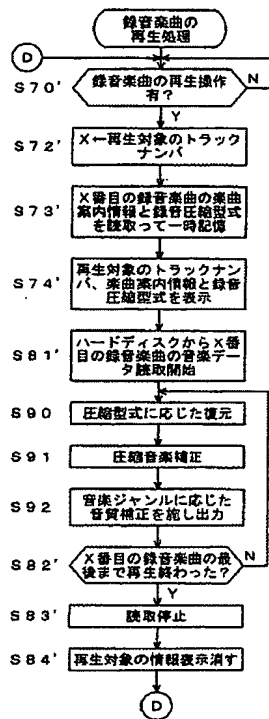 録音楽曲の
再生処理
D
S70'
録音楽曲の再生操作
有？
N
Y
S72'
X←再生対象のトラック
ナンバ
S73'
X番目の録音楽曲の楽曲
案内情報と録音圧縮型式
を読取って一時記憶
S74'
再生対象のトラックナン
バ、楽曲案内情報と録音
圧縮型式を表示
S81'
ハードディスクからX番
目の録音楽曲の音楽デー
タ読取開始
S90
圧縮型式に応じた復元
S91
圧縮音楽補正
S92
音楽ジャンルに応じた
音質補正を施し出力
S82'
X番目の録音楽曲の最
後まで再生終わった？
N
Y
S83'
読取停止
S84'
再生対象の情報表示消す
D